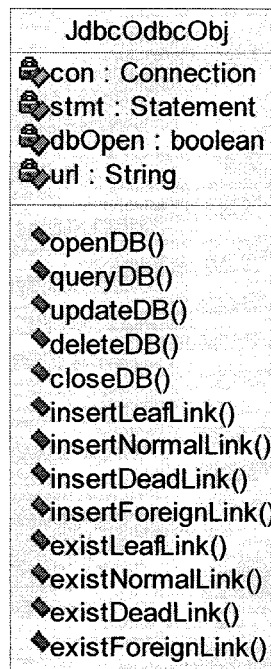 JdbcOdbcObj
con : Connection
stmt : Statement
dbOpen : boolean
url : String
openDB()
queryDB()
updateDB()
deleteDB()
closeDB()
insertLeafLink()
insertNormalLink()
insertDeadLink()
insertForeignLink()
existLeafLink()
existNormalLink()
existDeadLink()
existForeignLink()